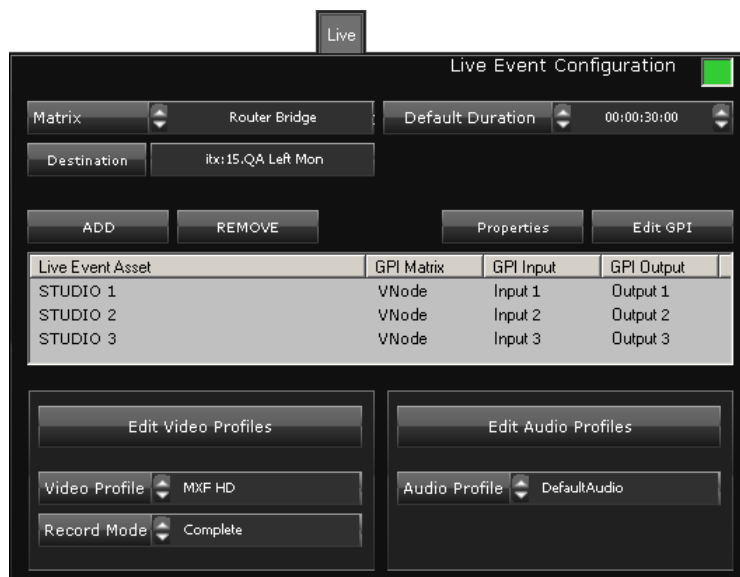 Live
Live Event Configuration
Matrix Router Bridge Default Duration 00:00:30:00
Destination itx:15.QA Left Mon
ADD REMOVE Properties Edit GPI
Live Event Asset GPI Matrix GPI Input GPI Output
STUDIO 1 VNode Input 1 Output 1
STUDIO 2 VNode Input 2 Output 2
STUDIO 3 VNode Input 3 Output 3
Edit Video Profiles Edit Audio Profiles
Video Profile MXF HD Audio Profile DefaultAudio
Record Mode Complete